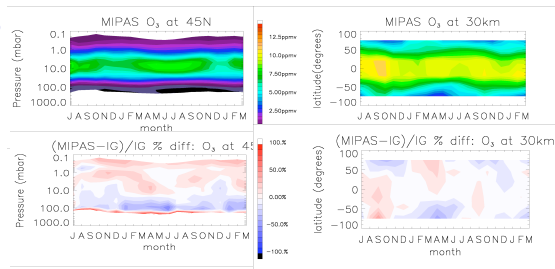 MIPAS O3 at 45N
Pressure (mbar)
0.1
1.0
10.0
100.0
1000.0
J A S O N D J F M A M J J A S O N D J F M
month
12.5ppmv
10.0ppmv
7.50ppmv
5.00ppmv
2.50ppmv
MIPAS O3 at 30km
latitude(degrees)
100
50
0
−50
−100
J A S O N D J F M A M J J A S O N D J F M
(MIPAS−IG)/IG % diff: O3 at 45
Pressure (mbar)
0.1
1.0
10.0
100.0
1000.0
J A S O N D J F M A M J J A S O N D J F M
month
100.%
50.0%
0.00%
−50.0%
−100.%
(MIPAS−IG)/IG % diff: O3 at 30km
latitude (degrees)
100
50
0
−50
−100
J A S O N D J F M A M J J A S O N D J F M
month